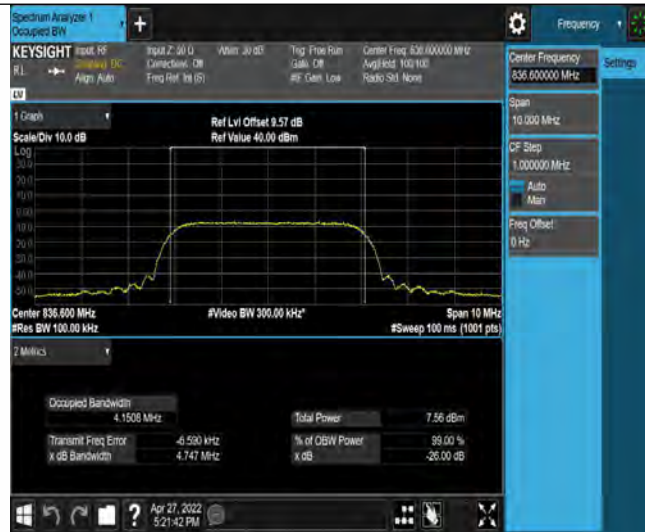 Spectrum Analyzer 1
Occupied BW
Frequency
KEYSIGHT
Input: RF
Coupling: DC
Align: Auto
Input Z: 50 Ω
Corrections: Off
Freq Ref: Int (S)
Atten: 30 dB
Trig: Free Run
Gate: Off
#IF Gain: Low
Center Freq: 836.600000 MHz
Avg|Hold: 100/100
Radio Std: None
LV
Center Frequency
836.600000 MHz
Settings
Span
10.000 MHz
CF Step
1.000000 MHz
Auto
Man
Freq Offset
0 Hz
1 Graph
Scale/Div 10.0 dB
Ref Lvl Offset 9.57 dB
Ref Value 40.00 dBm
Log
Center 836.600 MHz
#Res BW 100.00 kHz
#Video BW 300.00 kHz*
Span 10 MHz
#Sweep 100 ms (1001 pts)
2 Metrics
Occupied Bandwidth
4.1508 MHz
Total Power
7.56 dBm
Transmit Freq Error
-6.590 kHz
% of OBW Power
99.00 %
x dB Bandwidth
4.747 MHz
x dB
-26.00 dB
Apr 27, 2022
5:21:42 PM